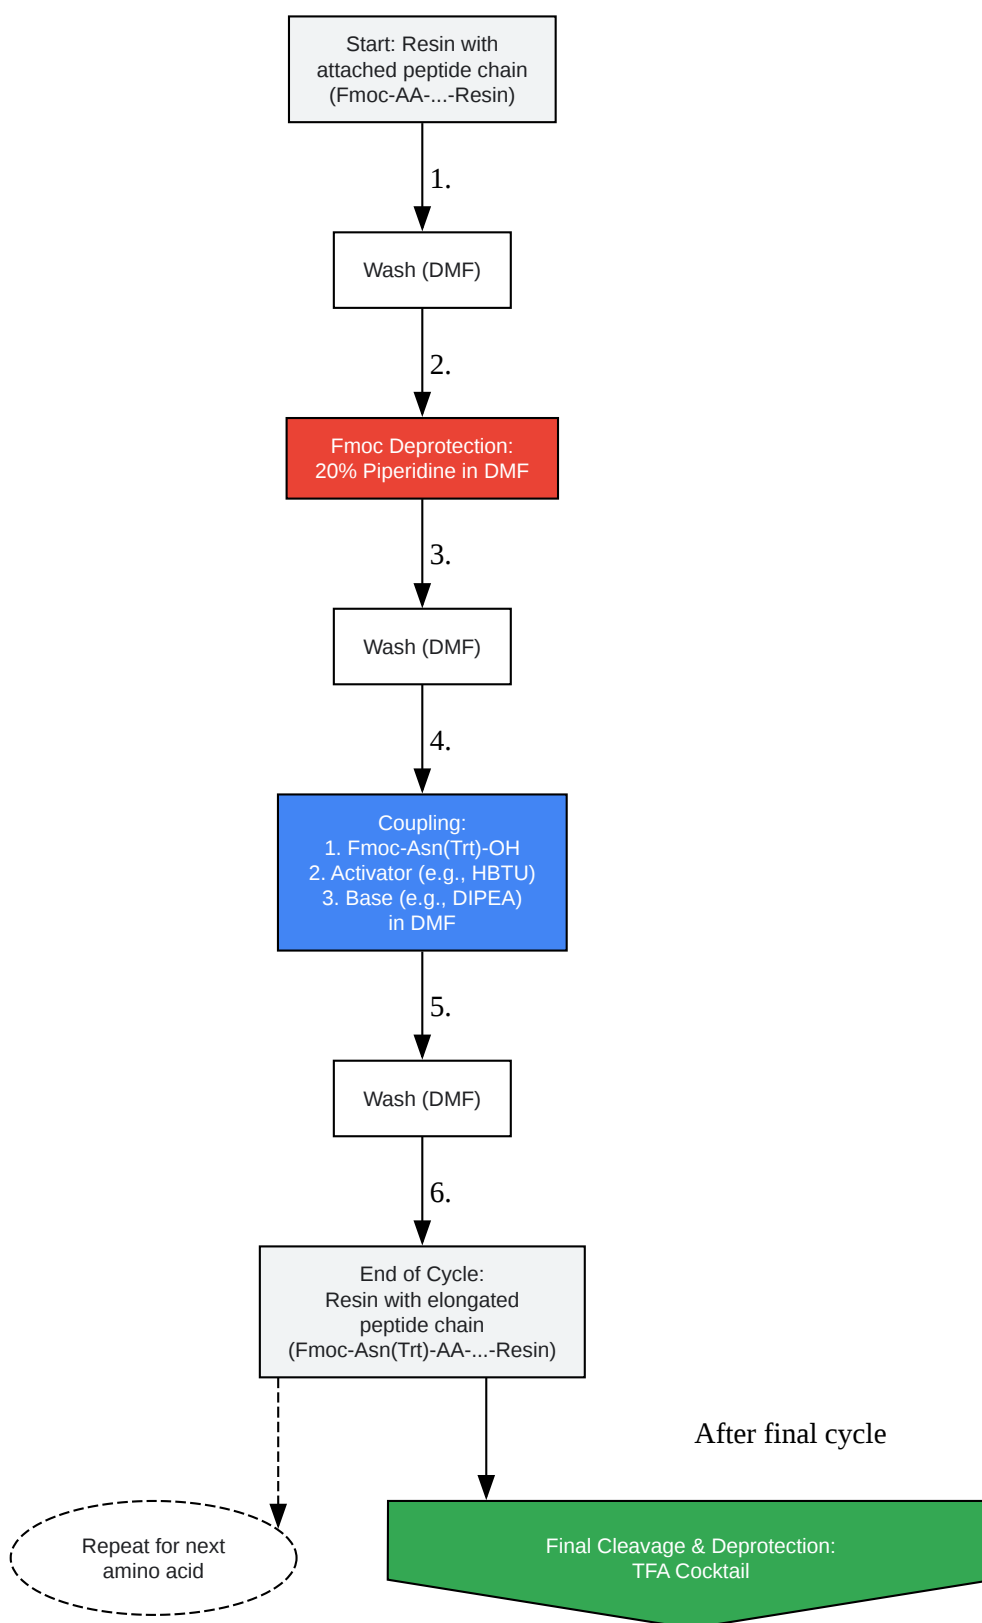 Start: Resin with
attached peptide chain
(Fmoc-AA-...-Resin)
1.
Wash (DMF)
2.
Fmoc Deprotection:
20% Piperidine in DMF
3.
Wash (DMF)
4.
Coupling:
1. Fmoc-Asn(Trt)-OH
2. Activator (e.g., HBTU)
3. Base (e.g., DIPEA)
in DMF
5.
Wash (DMF)
6.
End of Cycle:
Resin with elongated
peptide chain
(Fmoc-Asn(Trt)-AA-...-Resin)
After final cycle
Repeat for next
amino acid
Final Cleavage & Deprotection:
TFA Cocktail